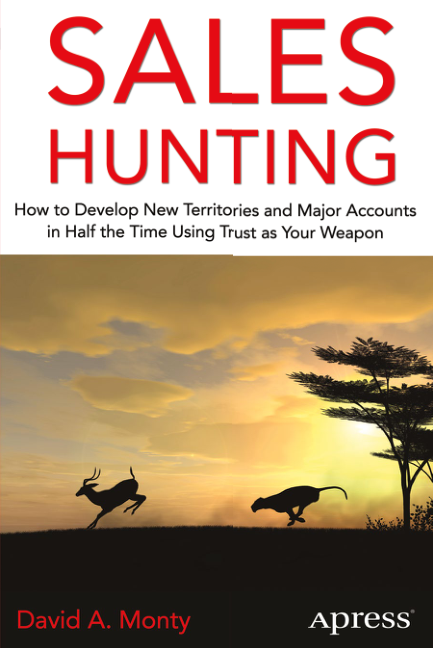 SALES
HUNTING
How to Develop New Territories and Major Accounts
in Half the Time Using Trust as Your Weapon
David A. Monty
Apress®